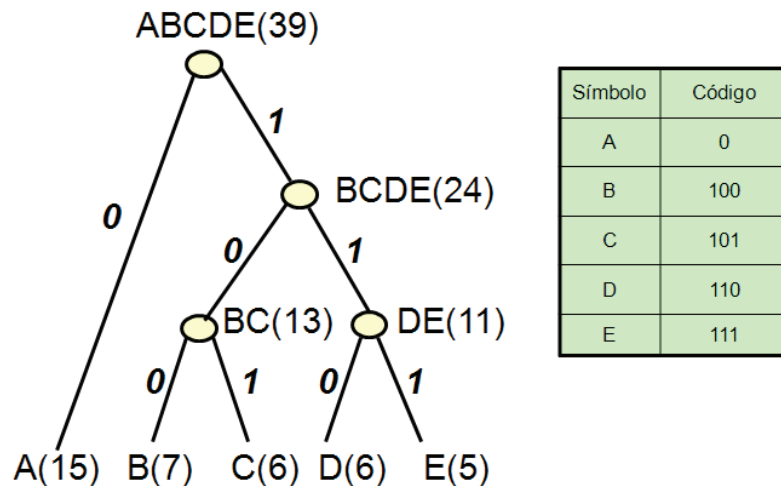 ABCDE(39)
1
0
BCDE(24)
0
1
BC(13)
DE(11)
0
1
0
1
A(15)
B(7)
C(6)
D(6)
E(5)
Símbolo Código
A 0
B 100
C 101
D 110
E 111